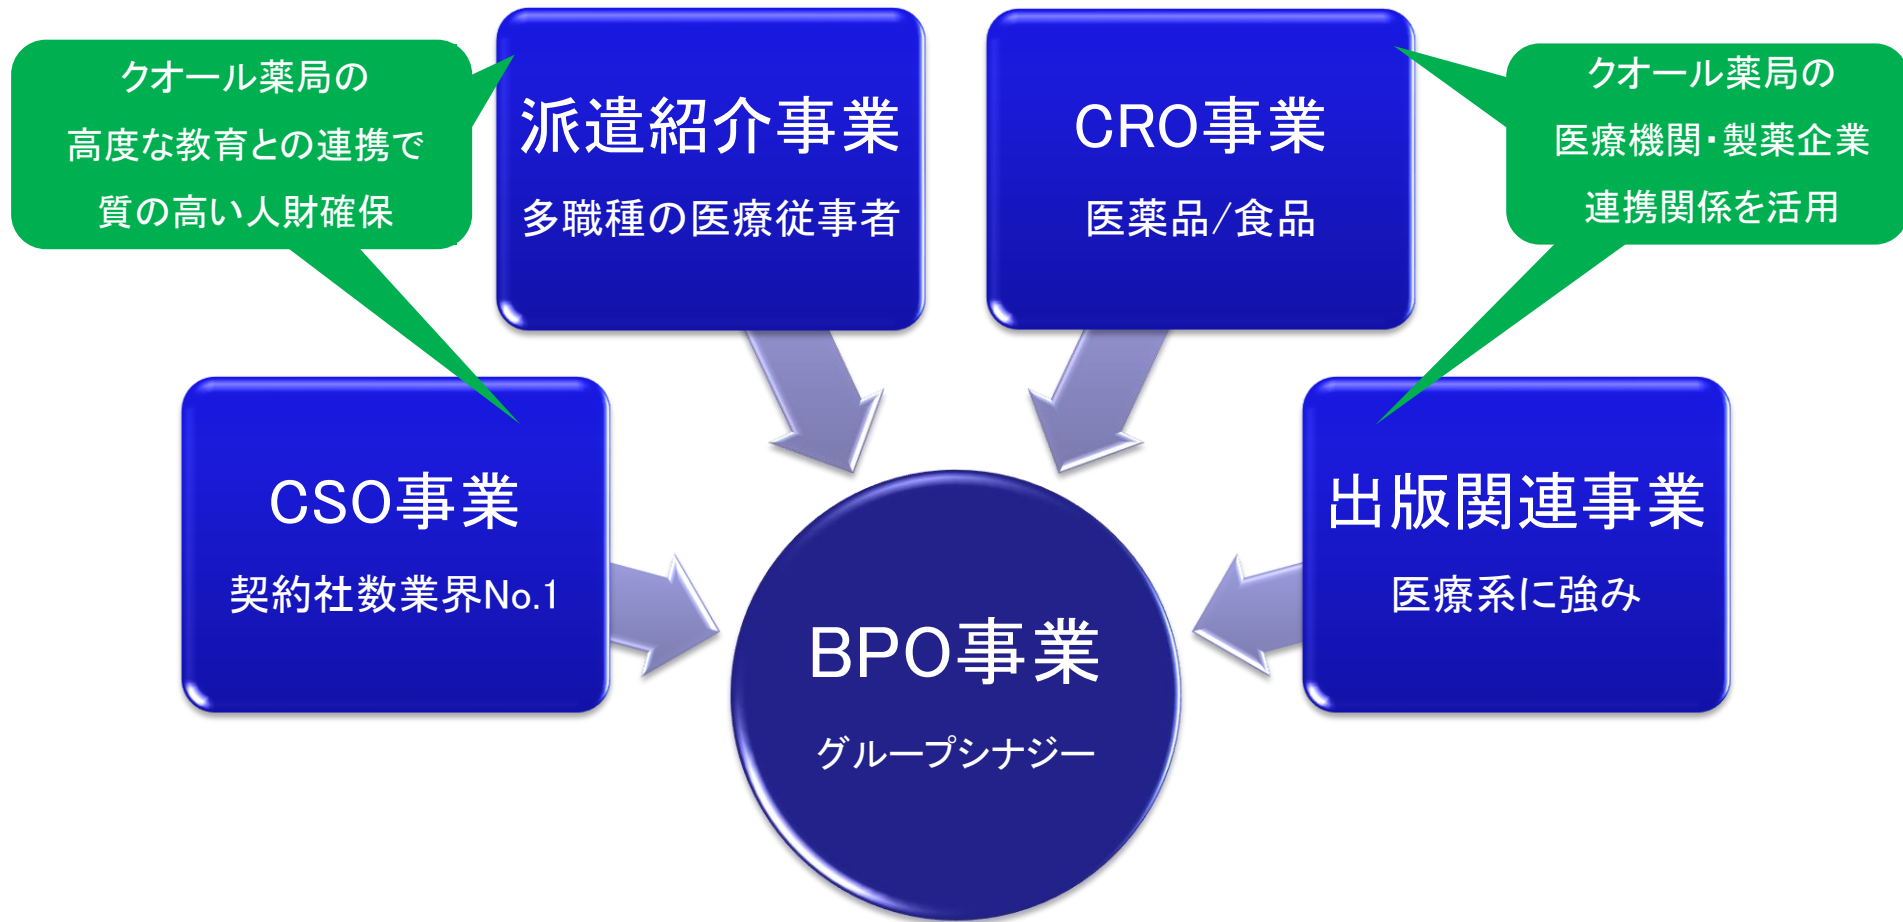 クオール薬局の
高度な教育との連携で
質の高い人財確保
派遣紹介事業
多職種の医療従事者
CRO事業
医薬品/食品
クオール薬局の
医療機関・製薬企業
連携関係を活用
CSO事業
契約社数業界No.1
出版関連事業
医療系に強み
BPO事業
グループシナジー